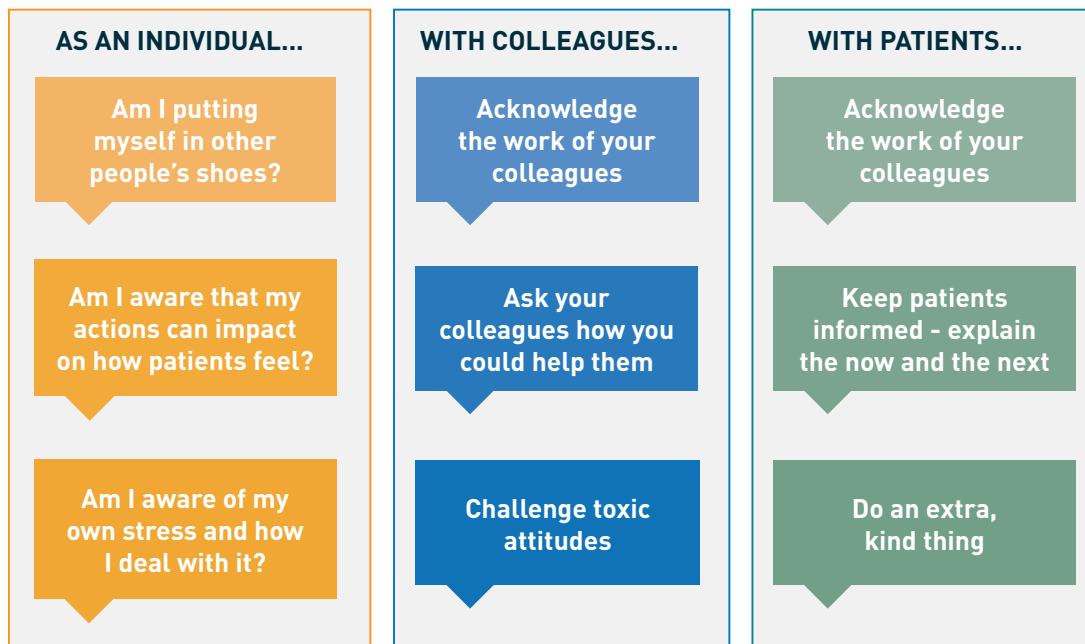 AS AN INDIVIDUAL...
Am I putting
myself in other
people’s shoes?
Am I aware that my
actions can impact
on how patients feel?
Am I aware of my
own stress and how
I deal with it?
WITH COLLEAGUES...
Acknowledge
the work of your
colleagues
Ask your
colleagues how you
could help them
Challenge toxic
attitudes
WITH PATIENTS...
Acknowledge
the work of your
colleagues
Keep patients
informed - explain
the now and the next
Do an extra,
kind thing